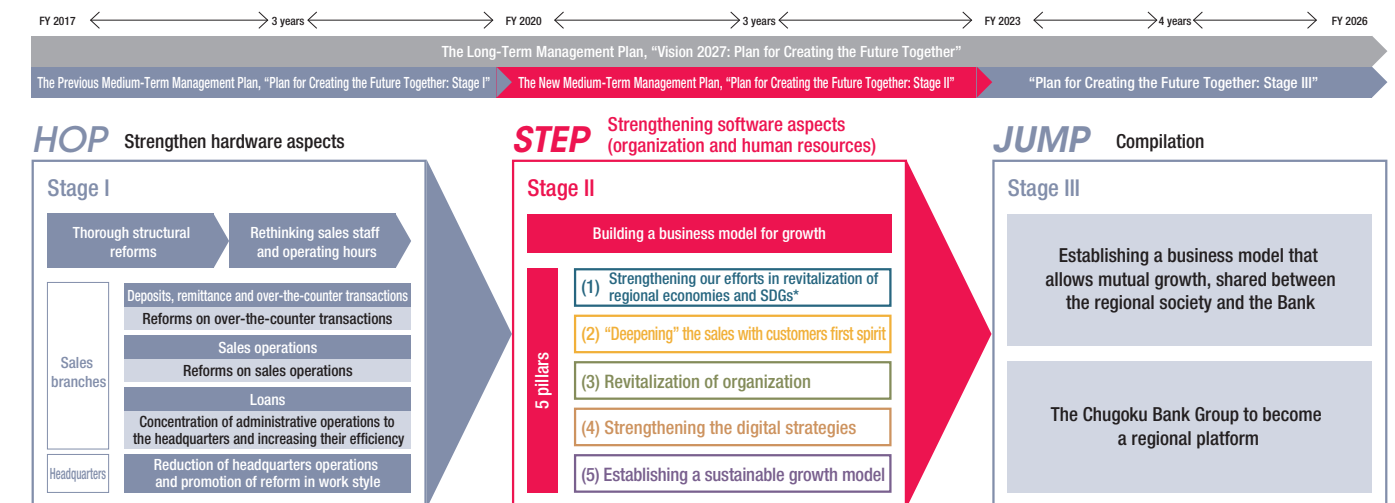 FY 2017
3 years
FY 2020
3 years
FY 2023
4 years
FY 2026
The Long-Term Management Plan, “Vision 2027: Plan for Creating the Future Together”
The Previous Medium-Term Management Plan, “Plan for Creating the Future Together: Stage I”
The New Medium-Term Management Plan, “Plan for Creating the Future Together: Stage II”
“Plan for Creating the Future Together: Stage III”
HOP
Strengthen hardware aspects
Stage I
Thorough structural
reforms
Rethinking sales staff
and operating hours
Sales
branches
Deposits, remittance and over-the-counter transactions
Reforms on over-the-counter transactions
Sales operations
Reforms on sales operations
Loans
Concentration of administrative operations to
the headquarters and increasing their efficiency
Headquarters
Reduction of headquarters operations
and promotion of reform in work style
STEP
Strengthening software aspects
(organization and human resources)
Stage II
Building a business model for growth
5 pillars
(1) Strengthening our efforts in revitalization of
regional economies and SDGs*
(2) “Deepening” the sales with customers first spirit
(3) Revitalization of organization
(4) Strengthening the digital strategies
(5) Establishing a sustainable growth model
JUMP
Compilation
Stage III
Establishing a business model that
allows mutual growth, shared between
the regional society and the Bank
The Chugoku Bank Group to become
a regional platform